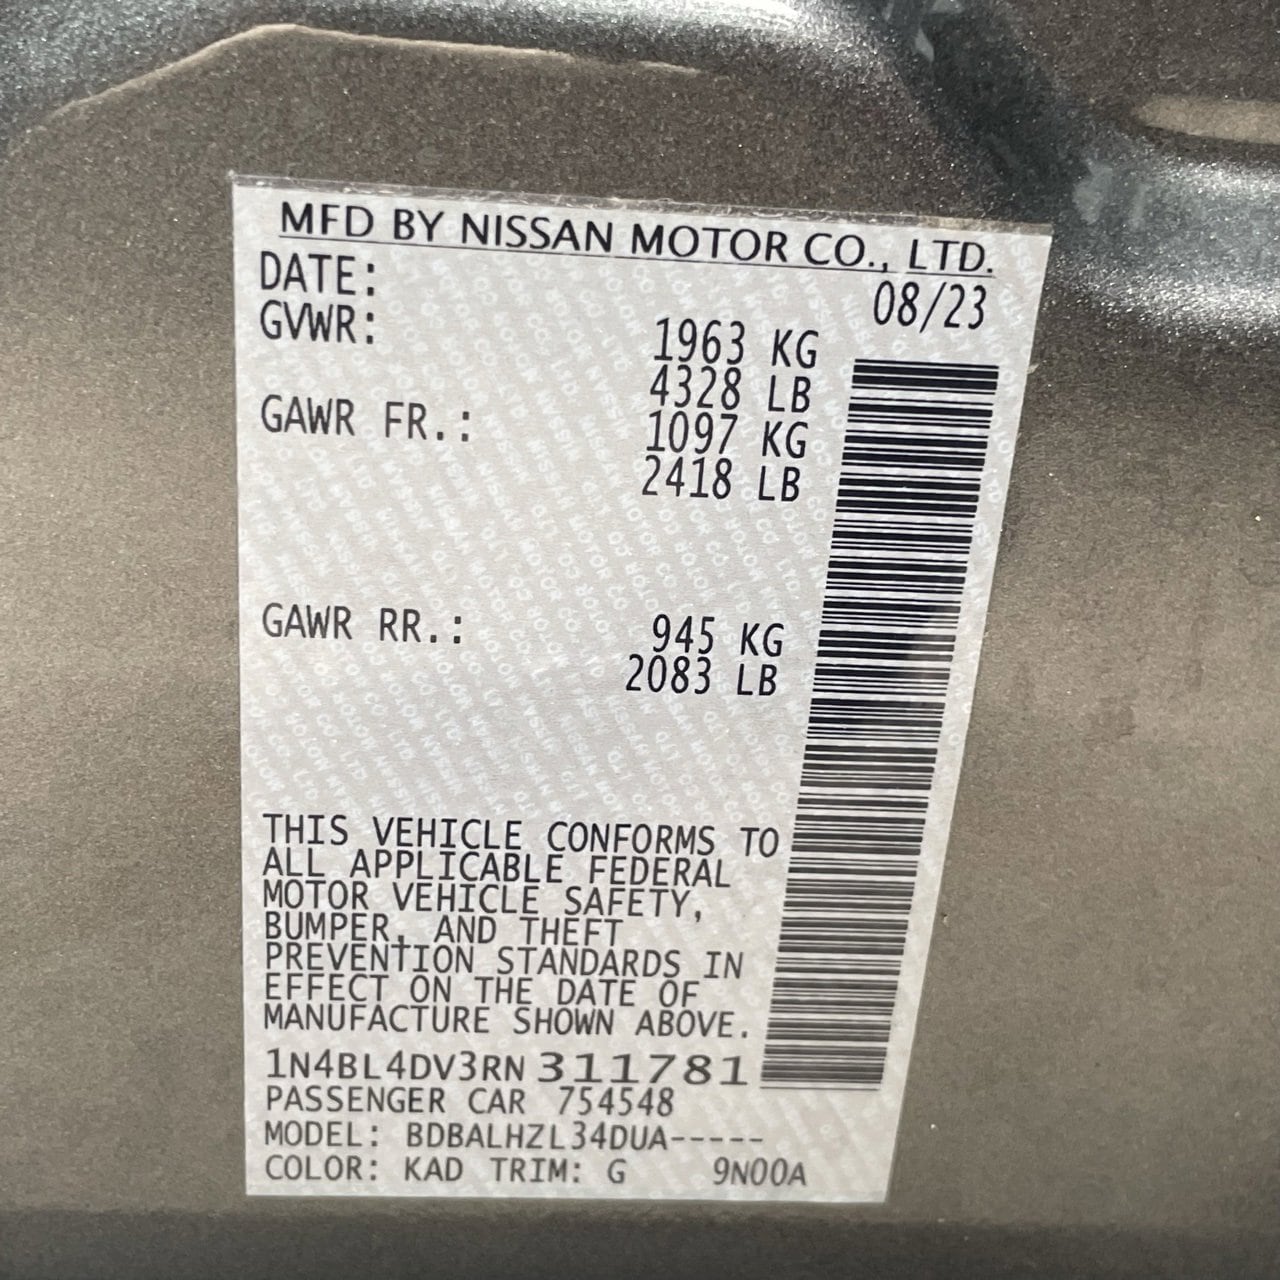 MFD BY NISSAN MOTOR CO., LTD.
DATE: 08/23
GVWR: 1963 KG
4328 LB
GAWR FR.: 1097 KG
2418 LB
GAWR RR.: 945 KG
2083 LB
THIS VEHICLE CONFORMS TO
ALL APPLICABLE FEDERAL
MOTOR VEHICLE SAFETY,
BUMPER, AND THEFT
PREVENTION STANDARDS IN
EFFECT ON THE DATE OF
MANUFACTURE SHOWN ABOVE.
1N4BL4DV3RN311781
PASSENGER CAR 754548
MODEL: BDBALHZL34DUA-----
COLOR: KAD TRIM: G 9N00A